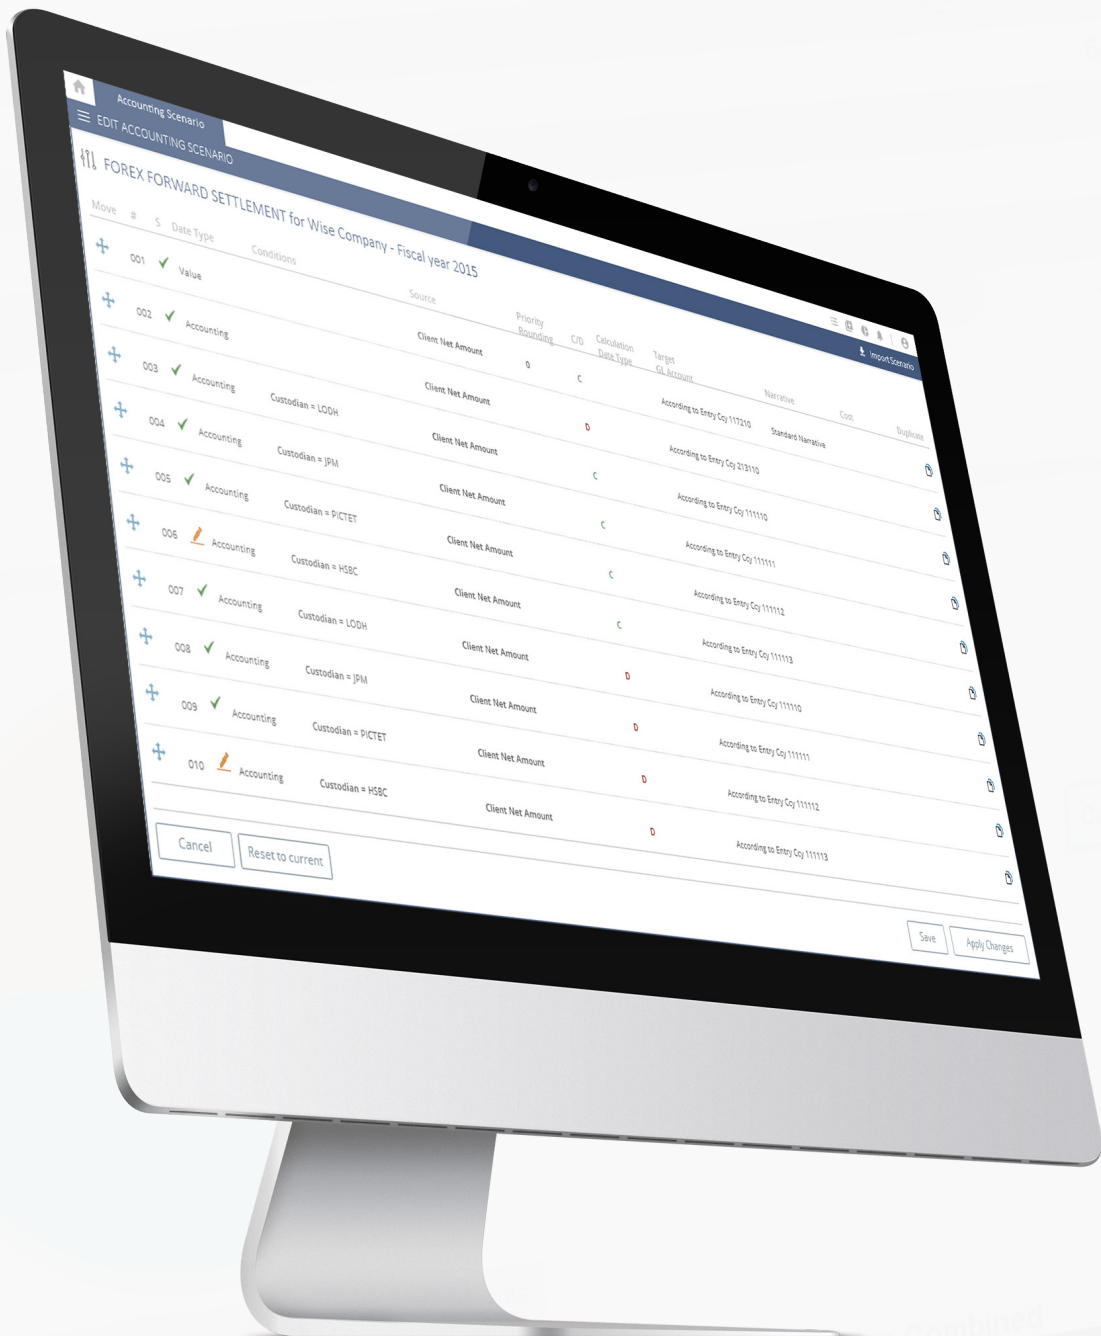 Accounting Scenario
EDIT ACCOUNTING SCENARIO
Import Scenario
FOREX FORWARD SETTLEMENT for Wise Company - Fiscal year 2015
Move # S Date Type Conditions Source Priority Rounding C/D Calculation Date Type Target GL Account Narrative Cost Duplicate
001 Value Client Net Amount 0 C According to Entry Ccy 117210 Standard Narrative
002 Accounting Client Net Amount D According to Entry Ccy 213110
003 Accounting Custodian = LODH Client Net Amount C According to Entry Ccy 111110
004 Accounting Custodian = JPM Client Net Amount C According to Entry Ccy 111111
005 Accounting Custodian = PICTET Client Net Amount C According to Entry Ccy 111112
006 Accounting Custodian = HSBC Client Net Amount C According to Entry Ccy 111113
007 Accounting Custodian = LODH Client Net Amount D According to Entry Ccy 111110
008 Accounting Custodian = JPM Client Net Amount D According to Entry Ccy 111111
009 Accounting Custodian = PICTET Client Net Amount D According to Entry Ccy 111112
010 Accounting Custodian = HSBC Client Net Amount D According to Entry Ccy 111113
Cancel Reset to current Save Apply Changes
Combined